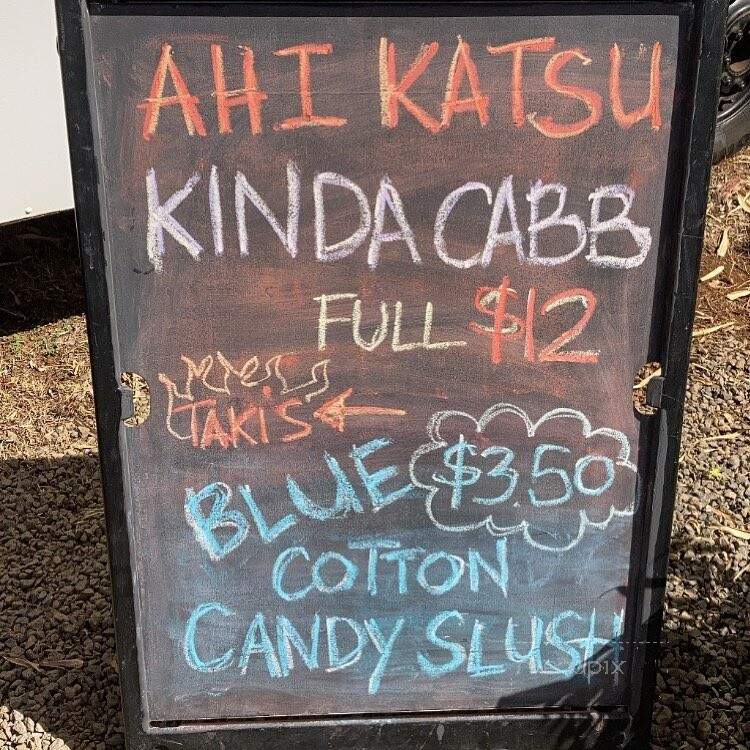 AHI KATSU
KINDA CABB
FULL $12
TAKI'S
BLUE $3.50
COTTON
CANDY SLUSH